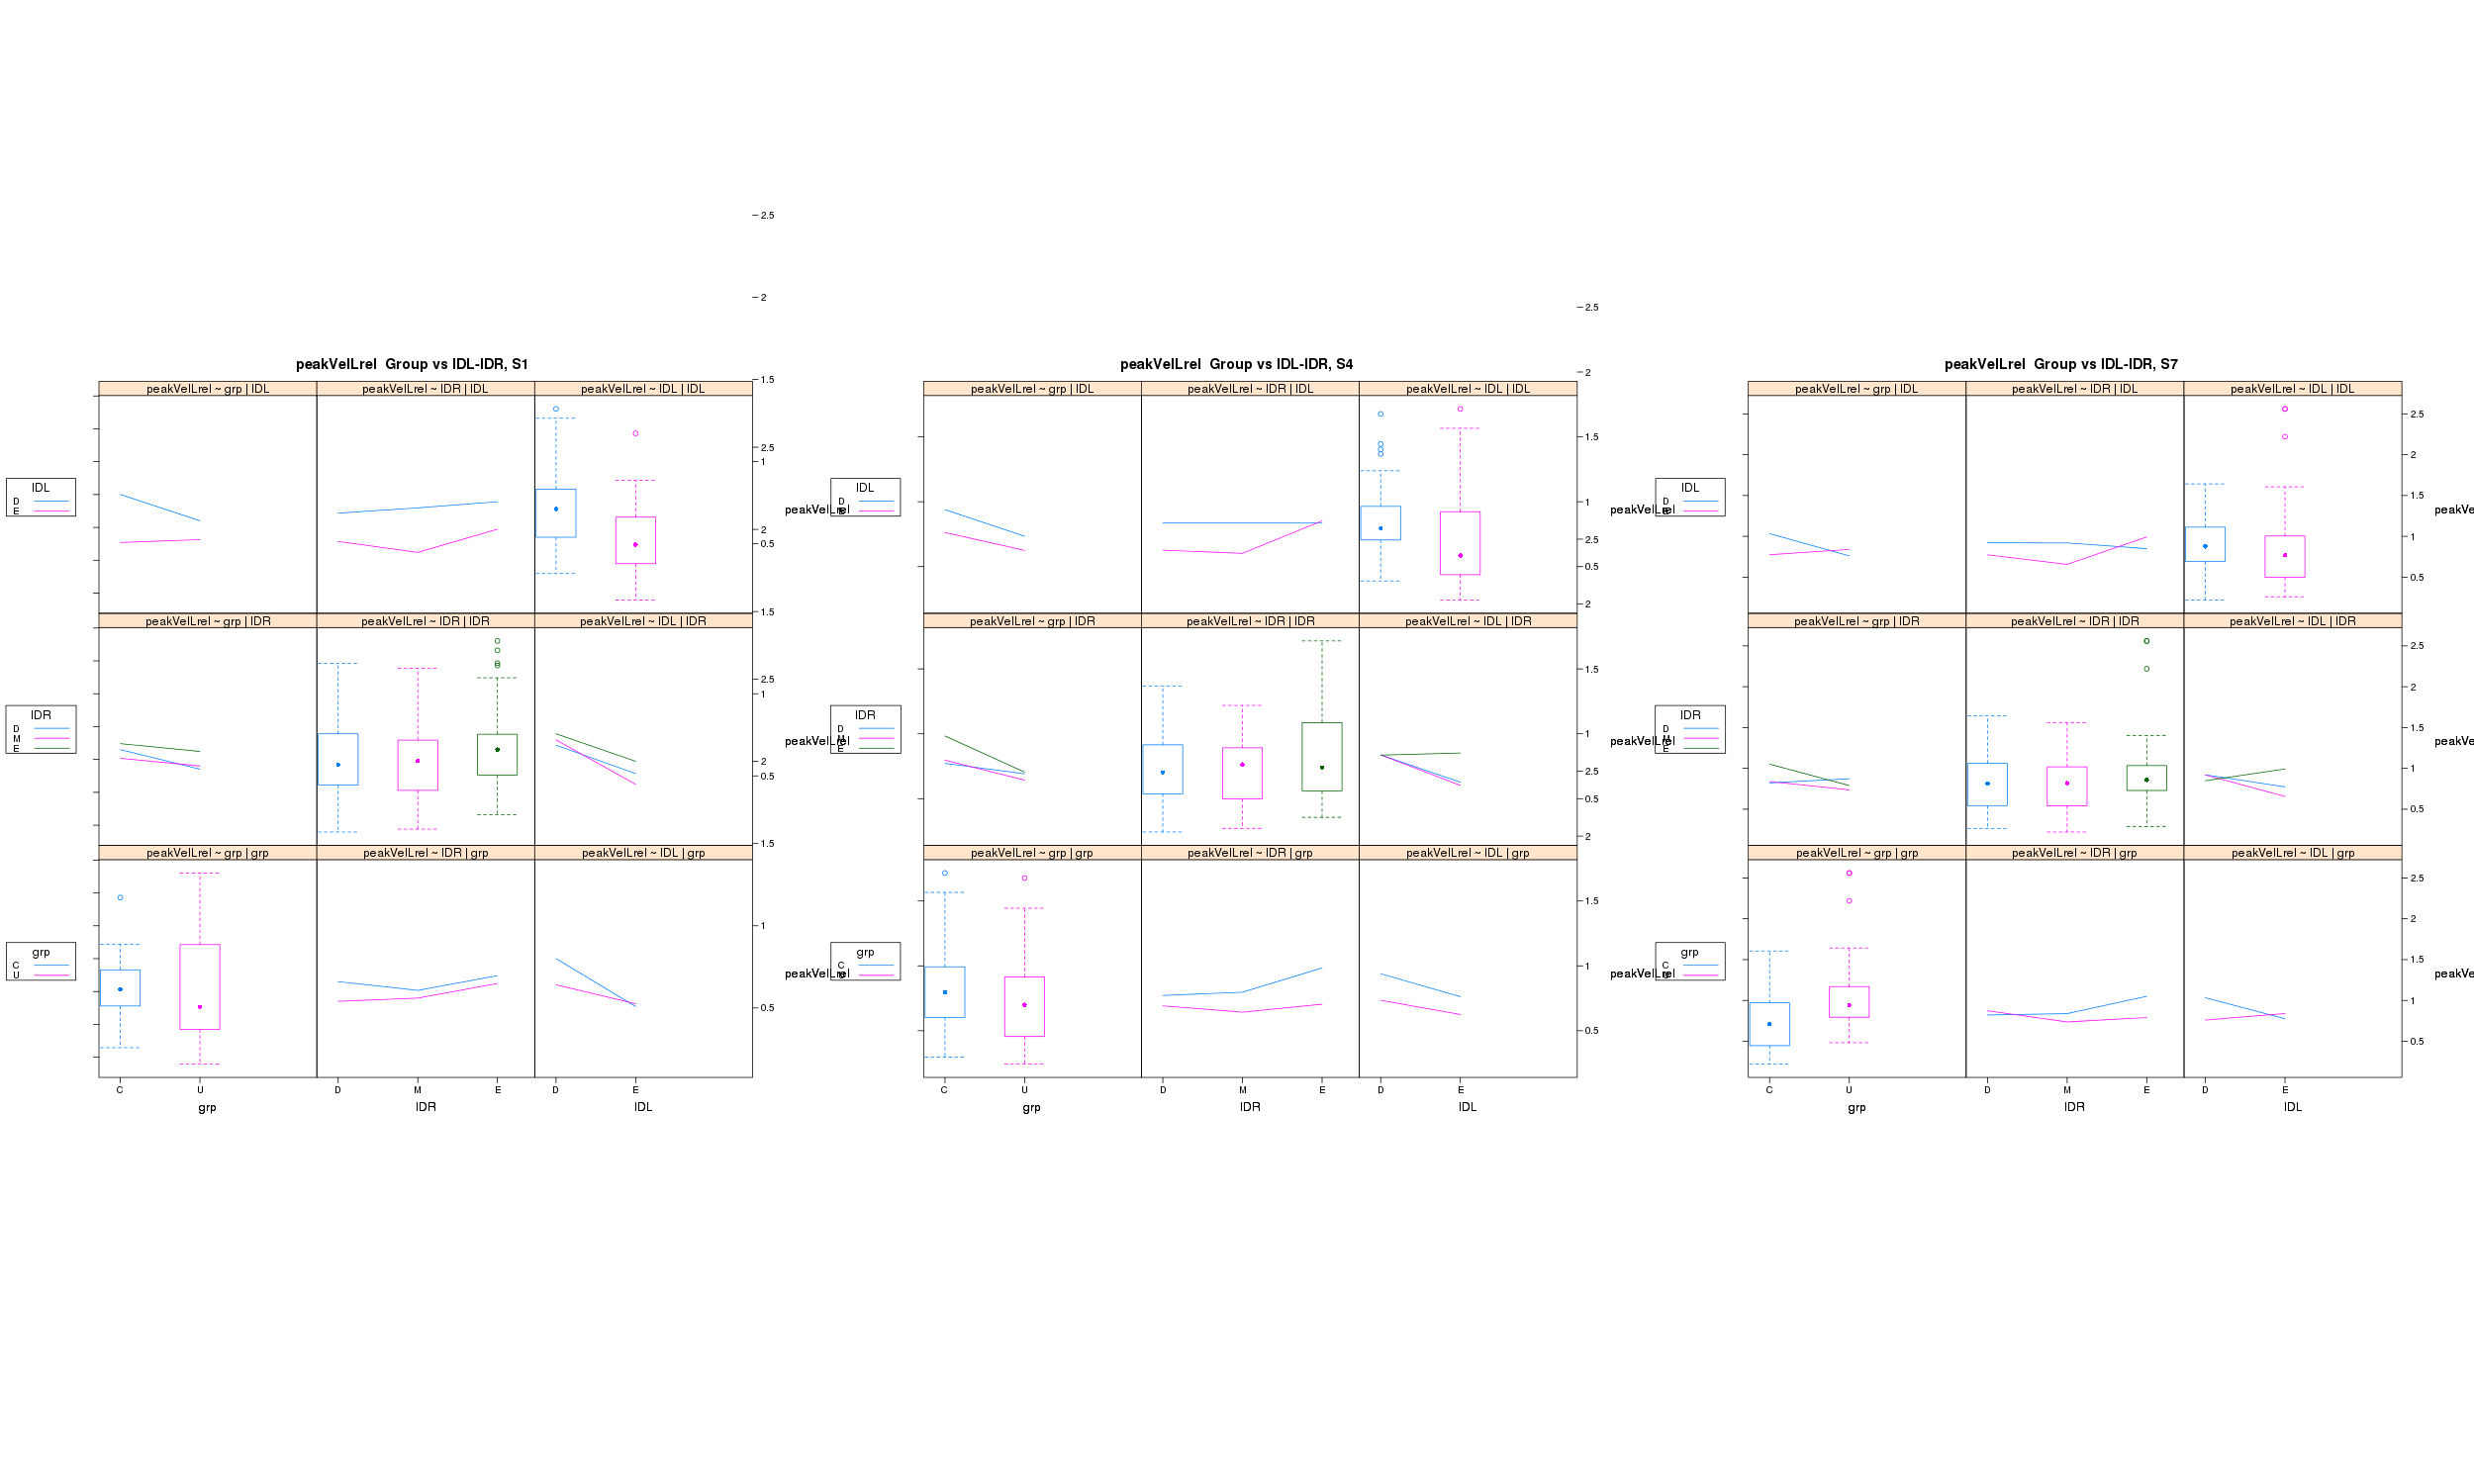 2.5
2
2.5
peakVelLrel  Group vs IDL-IDR, S1
peakVelLrel  Group vs IDL-IDR, S4
peakVelLrel  Group vs IDL-IDR, S7
1.5
2
peakVelLrel ~ grp | IDL
peakVelLrel ~ IDR | IDL
peakVelLrel ~ IDL | IDL
peakVelLrel ~ grp | IDL
peakVelLrel ~ IDR | IDL
peakVelLrel ~ IDL | IDL
peakVelLrel ~ grp | IDL
peakVelLrel ~ IDR | IDL
peakVelLrel ~ IDL | IDL
2.5
1
2
0.5
1.5
1
2.5
0.5
2
2.5
2
1.5
1
0.5
IDL
D
E
peakVelLrel
IDL
D
peakVelLrel
IDL
D
peakVe
1.5
peakVelLrel ~ grp | IDR
peakVelLrel ~ IDR | IDR
peakVelLrel ~ IDL | IDR
peakVelLrel ~ grp | IDR
peakVelLrel ~ IDR | IDR
peakVelLrel ~ IDL | IDR
peakVelLrel ~ grp | IDR
peakVelLrel ~ IDR | IDR
peakVelLrel ~ IDL | IDR
2.5
1
2
0.5
1.5
1.5
1
2.5
0.5
2
2.5
2
1.5
1
0.5
IDR
D
M
E
peakVelLrel
IDR
D
E
peakVelLrel
IDR
D
E
peakVe
peakVelLrel ~ grp | grp
peakVelLrel ~ IDR | grp
peakVelLrel ~ IDL | grp
peakVelLrel ~ grp | grp
peakVelLrel ~ IDR | grp
peakVelLrel ~ IDL | grp
peakVelLrel ~ grp | grp
peakVelLrel ~ IDR | grp
peakVelLrel ~ IDL | grp
1
0.5
1.5
1
0.5
2.5
2
1.5
1
0.5
grp
C
U
peakVelLrel
grp
C
peakVelLrel
grp
C
peakVe
C U D M E D E
C U D M E D E
C U D M E D E
grp IDR IDL
grp IDR IDL
grp IDR IDL